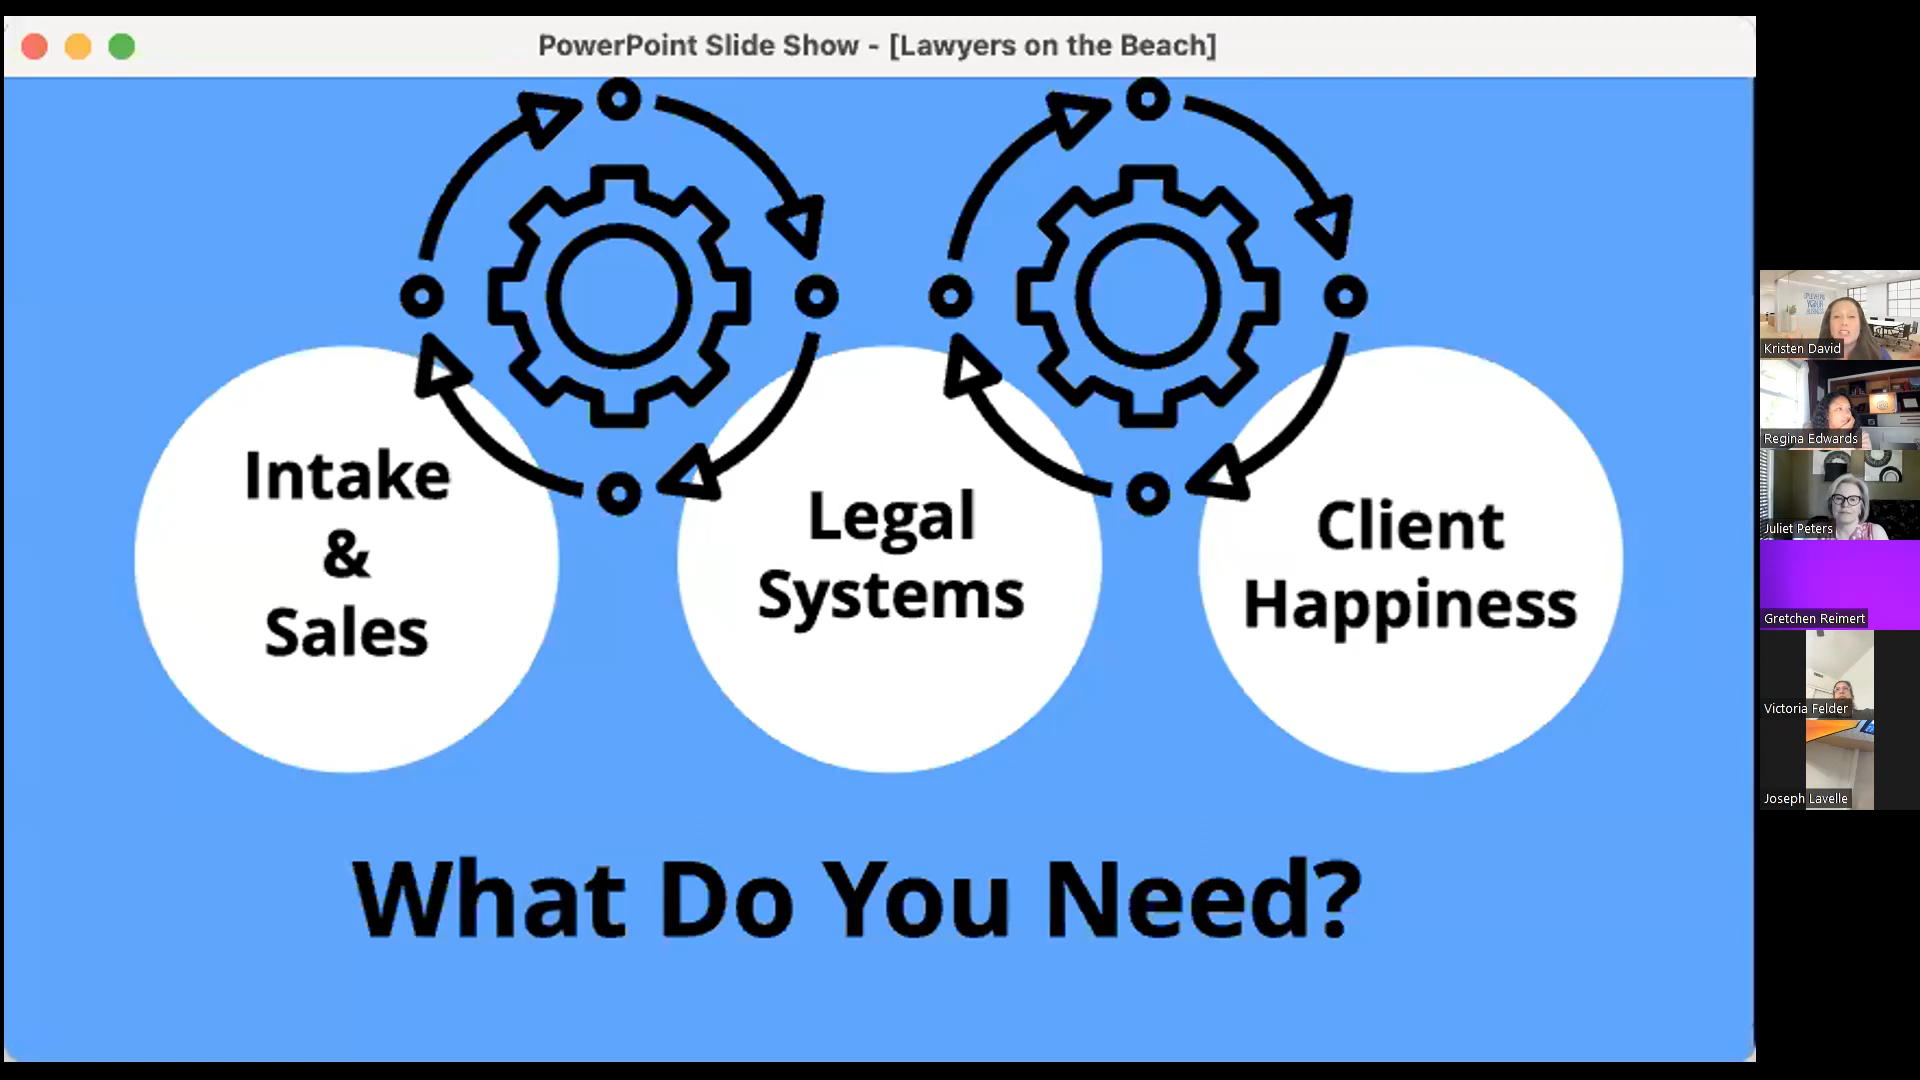 PowerPoint Slide Show - [Lawyers on the Beach]
Intake
&
Sales
Legal
Systems
Client
Happiness
What Do You Need?
Kristen David
Regina Edwards
Juliet Peters
Gretchen Reimert
Victoria Felder
Joseph Lavelle